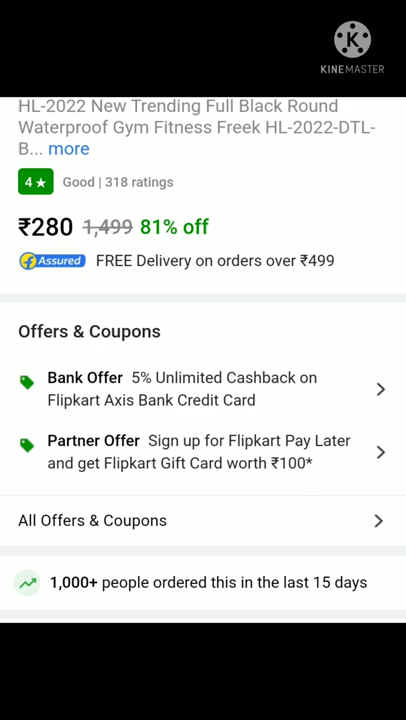 K
KINEMASTER
HL-2022 New Trending Full Black Round
Waterproof Gym Fitness Freek HL-2022-DTL-
B... more
4★ Good | 318 ratings
₹280 1,499 81% off
f Assured FREE Delivery on orders over ₹499
Offers & Coupons
Bank Offer 5% Unlimited Cashback on
Flipkart Axis Bank Credit Card
Partner Offer Sign up for Flipkart Pay Later
and get Flipkart Gift Card worth ₹100*
All Offers & Coupons
1,000+ people ordered this in the last 15 days